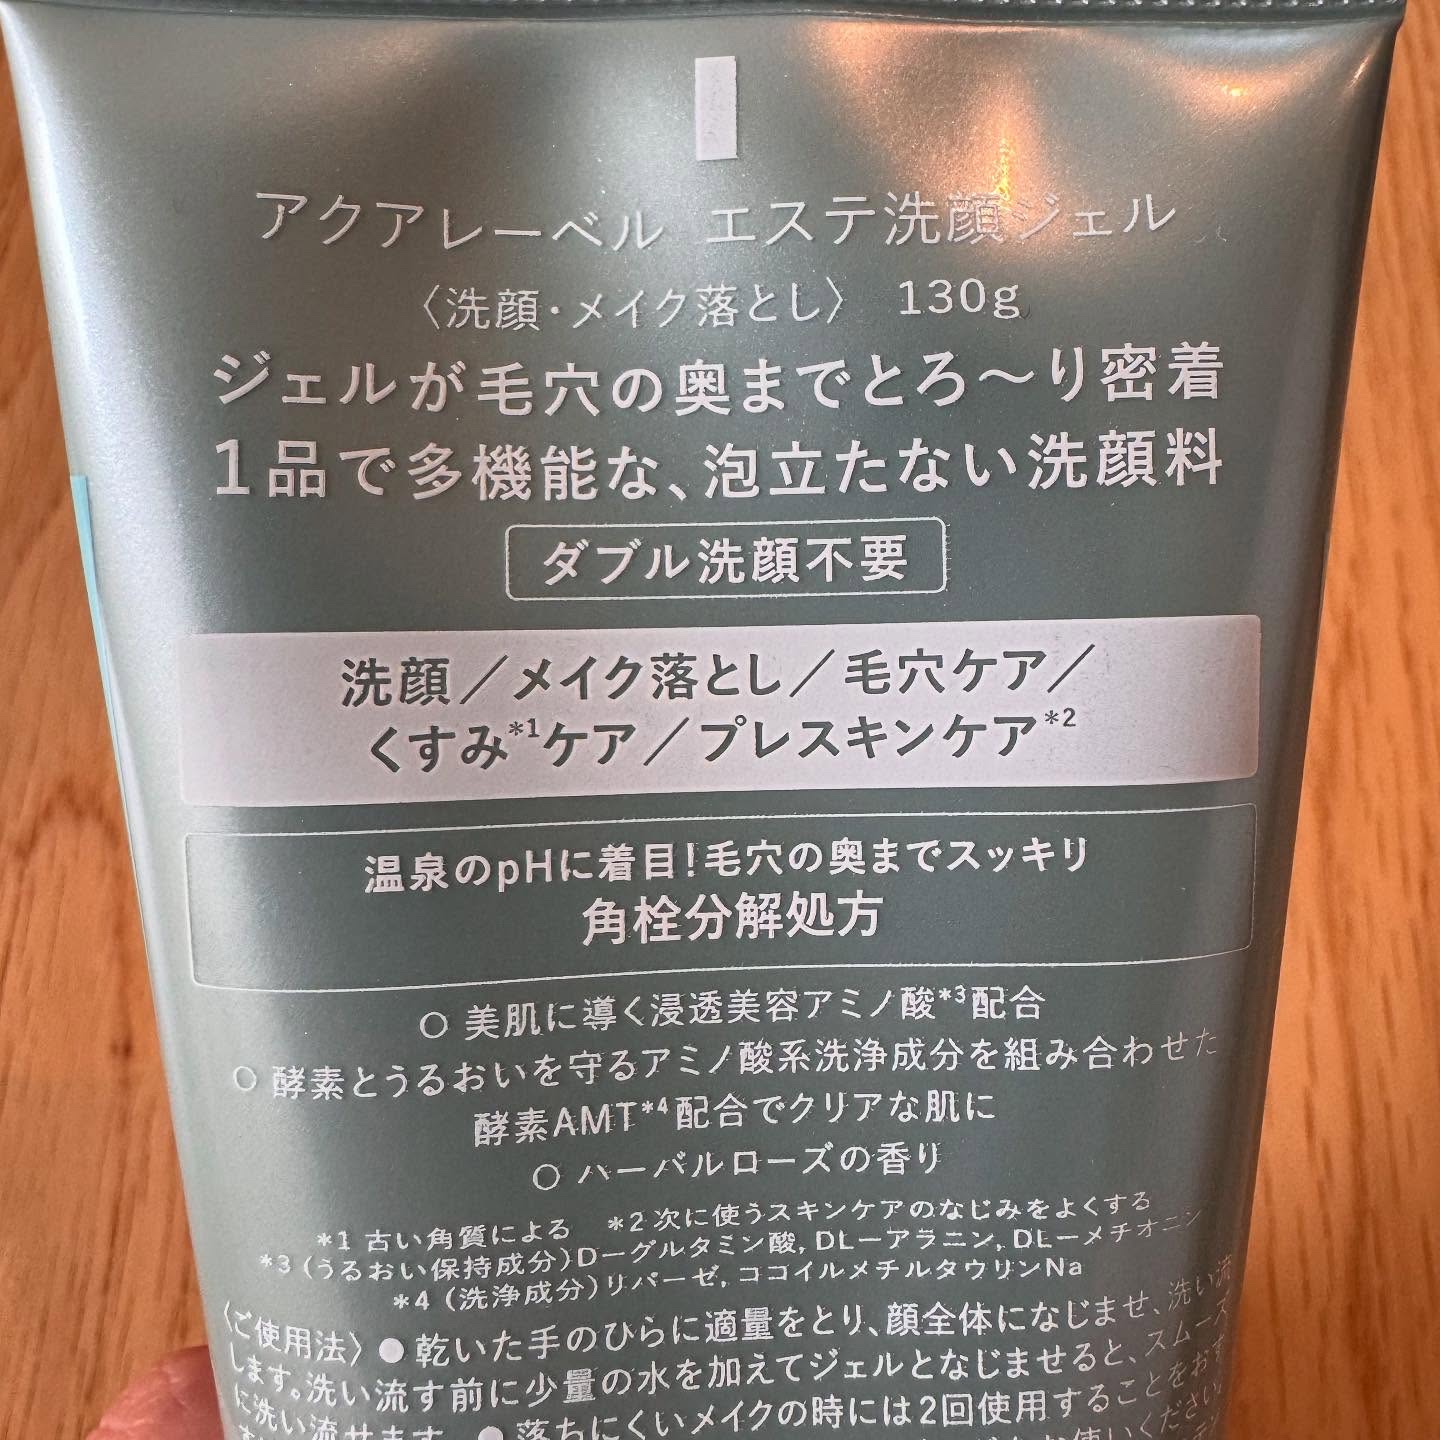 アクアレーベル エステ洗顔ジェル
〈洗顔・メイク落とし〉 130g
ジェルが毛穴の奥までとろ〜り密着
1品で多機能な、泡立たない洗顔料
ダブル洗顔不要
洗顔／メイク落とし／毛穴ケア／
くすみ*1ケア／プレスキンケア*2
温泉のpHに着目！毛穴の奥までスッキリ
角栓分解処方
○ 美肌に導く浸透美容アミノ酸*3配合
○ 酵素とうるおいを守るアミノ酸系洗浄成分を組み合わせた
酵素AMT*4配合でクリアな肌に
○ ハーバルローズの香り
*1 古い角質による *2 次に使うスキンケアのなじみをよくする
*3 (うるおい保持成分)D−グルタミン酸, DL−アラニン, DL−メチオニン
*4 (洗浄成分)リパーゼ, ココイルメチルタウリンNa
〈ご使用法〉●乾いた手のひらに適量をとり、顔全体になじませ、洗い流
します。洗い流す前に少量の水を加えてジェルとなじませると、スムーズ
に洗い流せます。●落ちにくいメイクの時には2回使用することをおす